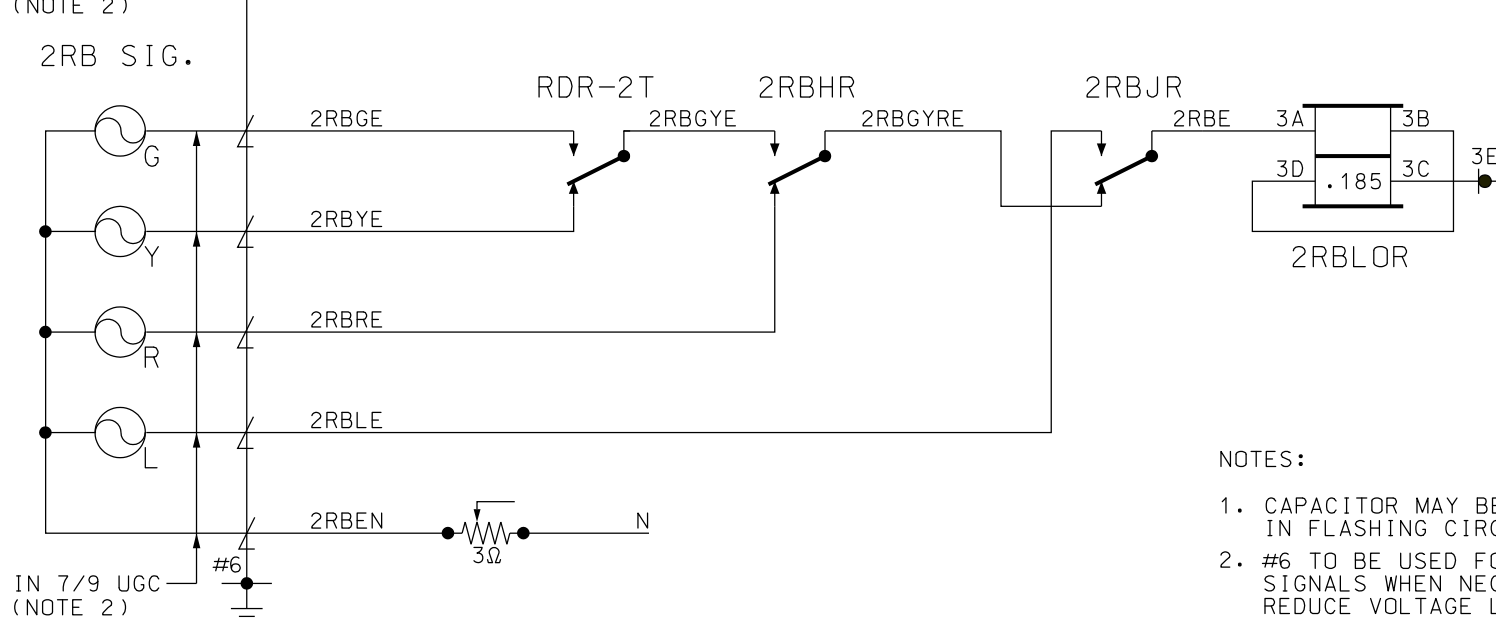 (NOTE 2)
2RB SIG.
RDR-2T
2RBHR
2RBJR
2RBGE
2RBGYE
2RBGYRE
2RBE
3A
3B
G
3D
.185
3C
3E
2RBYE
Y
2RBLOR
2RBRE
R
2RBLE
L
NOTES:
1. CAPACITOR MAY BE
IN FLASHING CIRC
2RBEN
N
3Ω
#6
2. #6 TO BE USED FO
SIGNALS WHEN NEC
REDUCE VOLTAGE L
IN 7/9 UGC
(NOTE 2)